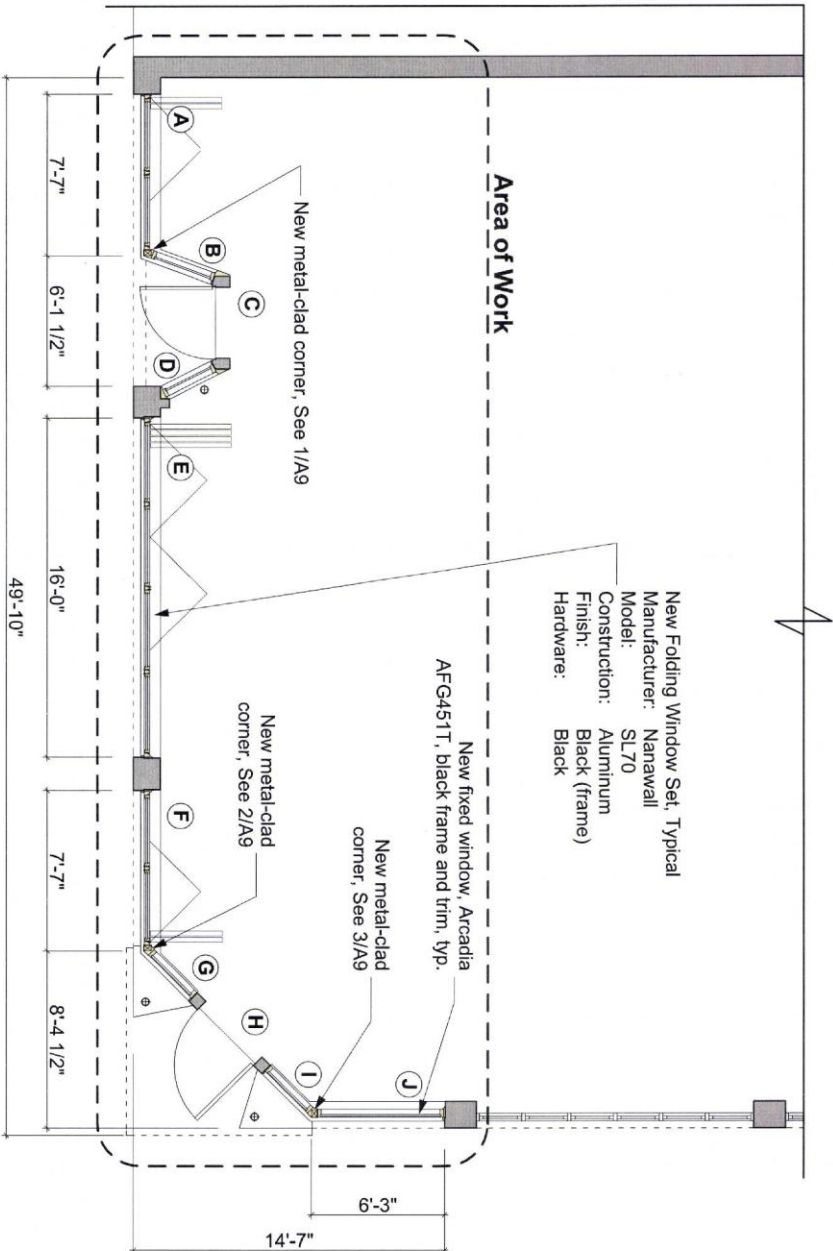 Area of Work
New Folding Window Set, Typical
Manufacturer: Nanawall
Model: SL70
Construction: Aluminum
Finish: Black (frame)
Hardware: Black
New fixed window, Arcadia
AFG451T, black frame and trim, typ.
New metal-clad
corner, See 3/A9
New metal-clad
corner, See 2/A9
New metal-clad corner, See 1/A9
A
B
C
D
E
F
G
H
I
J
7'-7"
6'-1 1/2"
16'-0"
7'-7"
8'-4 1/2"
49'-10"
6'-3"
14'-7"